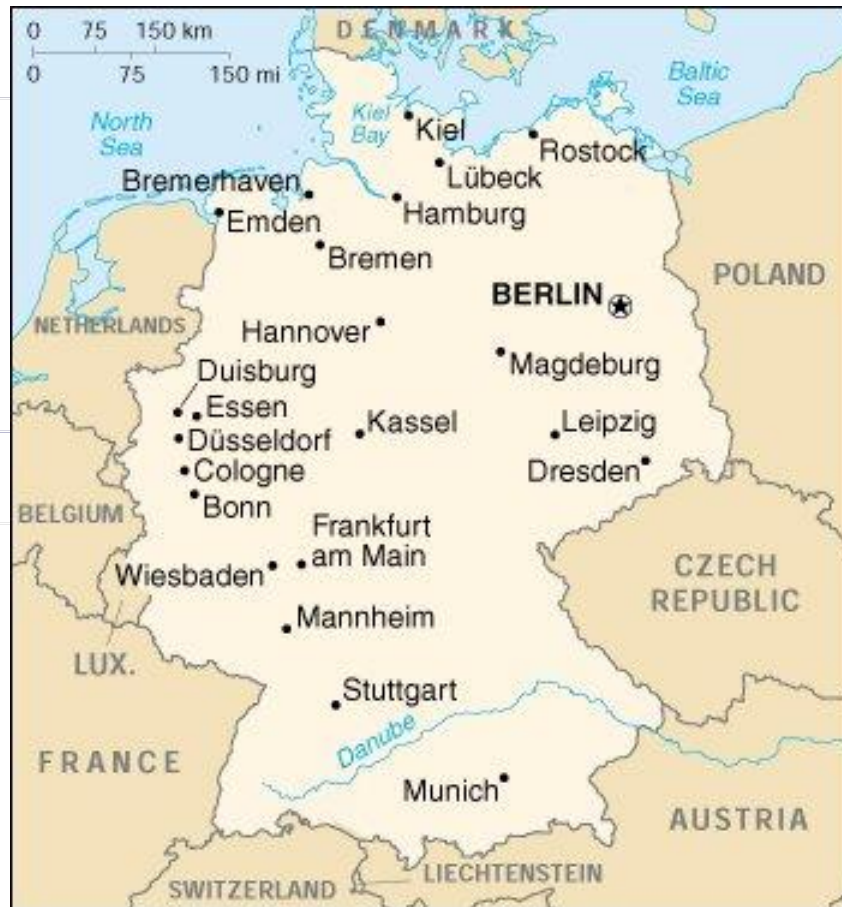 0 75 150 km
0 75 150 mi
DENMARK
Baltic
Sea
North
Sea
Kiel
Bay
Kiel
Rostock
Lübeck
Bremerhaven
Hamburg
Emden
Bremen
POLAND
BERLIN
NETHERLANDS
Hannover
Magdeburg
Duisburg
Essen
Kassel
Leipzig
Düsseldorf
Cologne
Dresden
Bonn
BELGIUM
Frankfurt
am Main
Wiesbaden
CZECH
REPUBLIC
Mannheim
LUX.
Stuttgart
Danube
FRANCE
Munich
AUSTRIA
LIECHTENSTEIN
SWITZERLAND